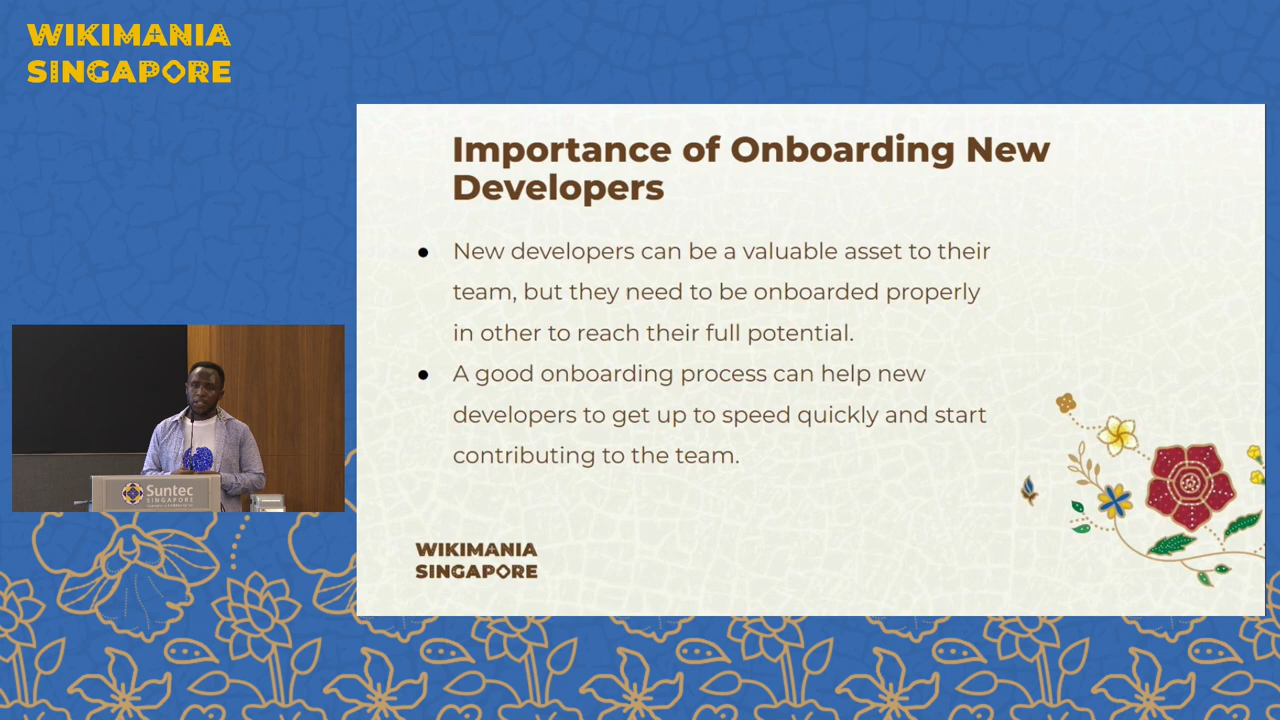 WIKIMANIA
SINGAPORE
Importance of Onboarding New
Developers
● New developers can be a valuable asset to their
team, but they need to be onboarded properly
in other to reach their full potential.
● A good onboarding process can help new
developers to get up to speed quickly and start
contributing to the team.
WIKIMANIA
SINGAPORE
Suntec
SINGAPORE